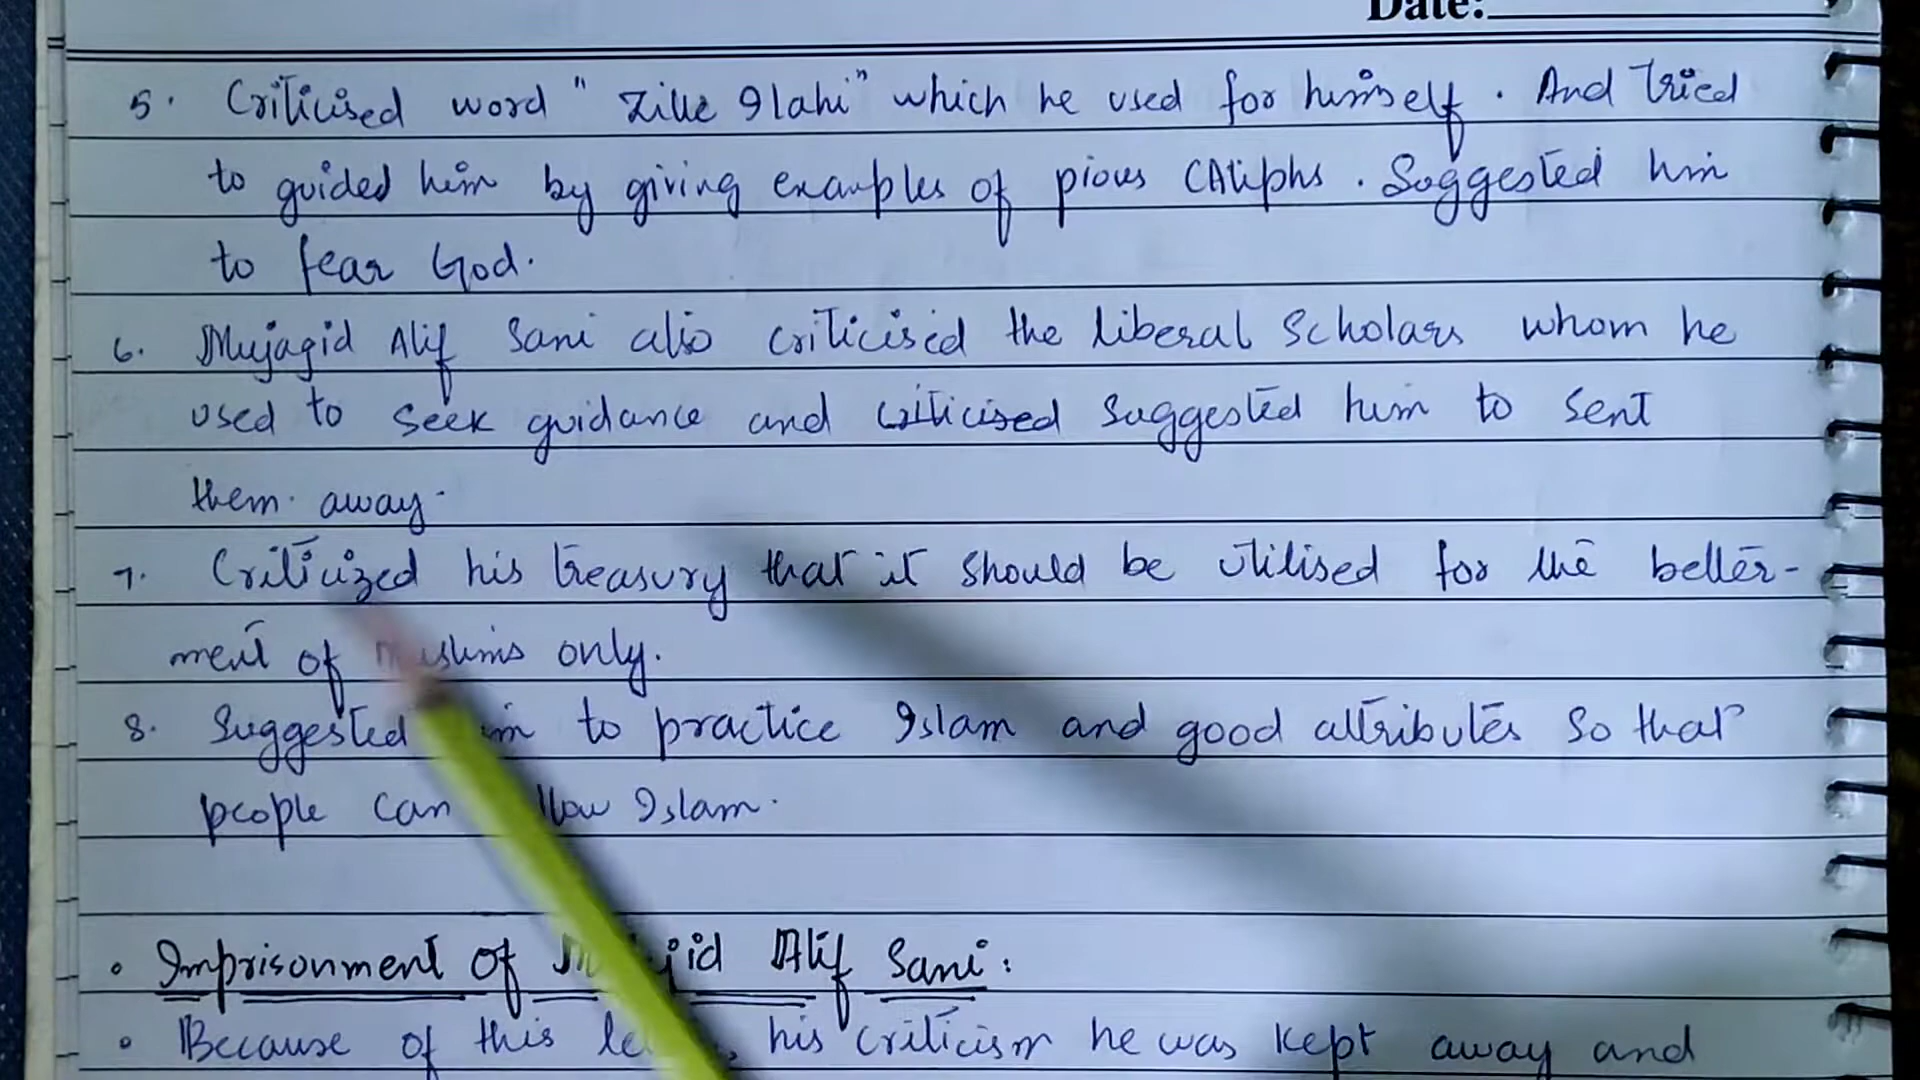 Date:
5. Criticised word "Zille Ilahi" which he used for himself. And tried
to guided him by giving examples of pious CAliphs. Suggested him
to fear God.
6. Mujagid Alif Sani also criticised the liberal scholars whom he
used to seek guidance and criticised suggested him to sent
them. away.
7. Criticized his treasury that it should be utilised for the better-
ment of Muslims only.
8. Suggested to practice Islam and good attributes so that
people can Islam.
• Imprisonment of Alif Sani:
• Because of this his criticism he was kept away and